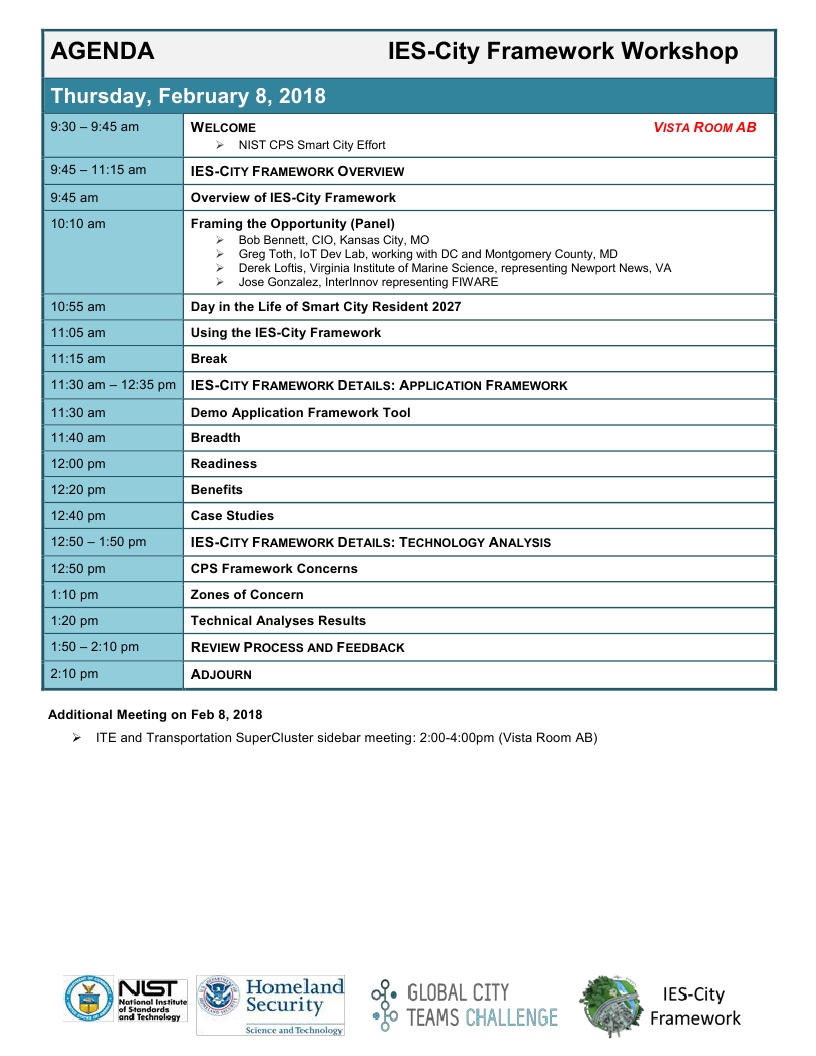 AGENDA IES-City Framework Workshop
Thursday, February 8, 2018
9:30 – 9:45 am WELCOME VISTA ROOM AB
➢ NIST CPS Smart City Effort
9:45 – 11:15 am IES-CITY FRAMEWORK OVERVIEW
9:45 am Overview of IES-City Framework
10:10 am Framing the Opportunity (Panel)
➢ Bob Bennett, CIO, Kansas City, MO
➢ Greg Toth, IoT Dev Lab, working with DC and Montgomery County, MD
➢ Derek Loftis, Virginia Institute of Marine Science, representing Newport News, VA
➢ Jose Gonzalez, InterInnov representing FIWARE
10:55 am Day in the Life of Smart City Resident 2027
11:05 am Using the IES-City Framework
11:15 am Break
11:30 am – 12:35 pm IES-CITY FRAMEWORK DETAILS: APPLICATION FRAMEWORK
11:30 am Demo Application Framework Tool
11:40 am Breadth
12:00 pm Readiness
12:20 pm Benefits
12:40 pm Case Studies
12:50 – 1:50 pm IES-CITY FRAMEWORK DETAILS: TECHNOLOGY ANALYSIS
12:50 pm CPS Framework Concerns
1:10 pm Zones of Concern
1:20 pm Technical Analyses Results
1:50 – 2:10 pm REVIEW PROCESS AND FEEDBACK
2:10 pm ADJOURN
Additional Meeting on Feb 8, 2018
➢ ITE and Transportation SuperCluster sidebar meeting: 2:00-4:00pm (Vista Room AB)
NIST
National Institute
of Standards
and Technology
Homeland
Security
Science and Technology
GLOBAL CITY
TEAMS CHALLENGE
IES-City
Framework